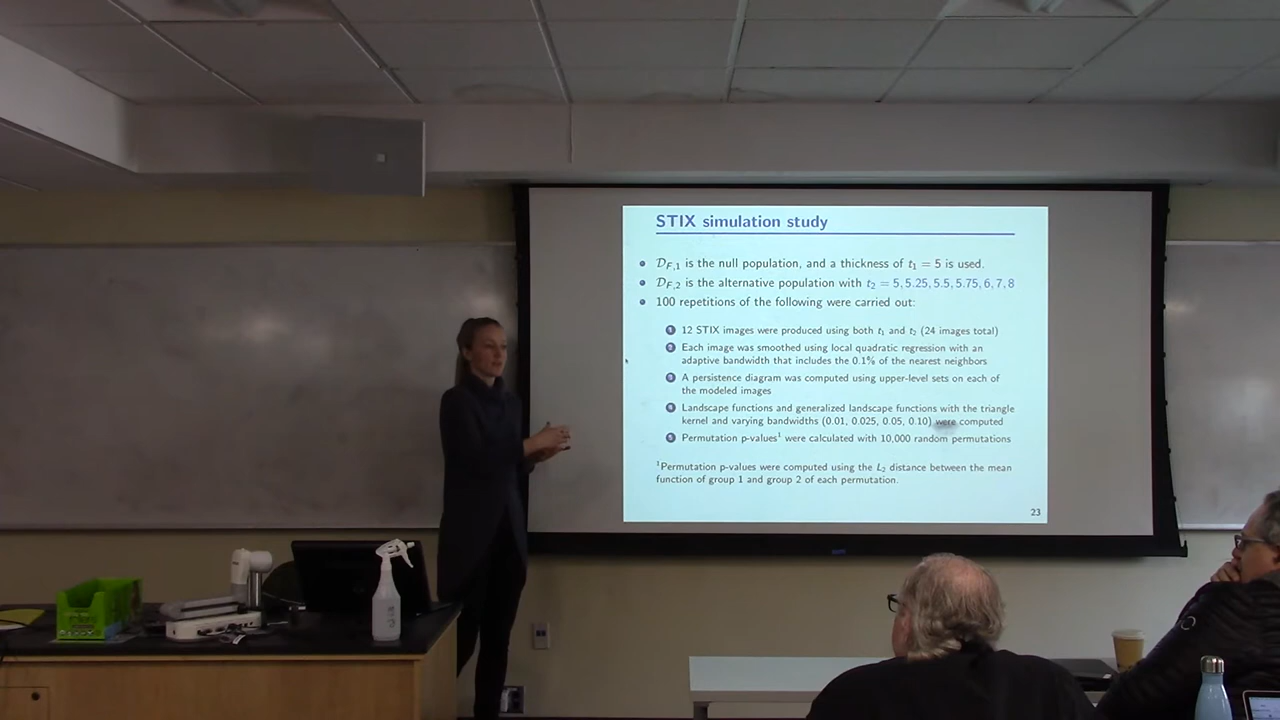 STIX simulation study
• 𝒟F,1 is the null population, and a thickness of t1 = 5 is used.
• 𝒟F,2 is the alternative population with t2 = 5, 5.25, 5.5, 5.75, 6, 7, 8
• 100 repetitions of the following were carried out:
1 12 STIX images were produced using both t1 and t2 (24 images total)
2 Each image was smoothed using local quadratic regression with an
adaptive bandwidth that includes the 0.1% of the nearest neighbors
3 A persistence diagram was computed using upper-level sets on each of
the modeled images
4 Landscape functions and generalized landscape functions with the triangle
kernel and varying bandwidths (0.01, 0.025, 0.05, 0.10) were computed
5 Permutation p-values1 were calculated with 10,000 random permutations
1Permutation p-values were computed using the L2 distance between the mean
function of group 1 and group 2 of each permutation.
23